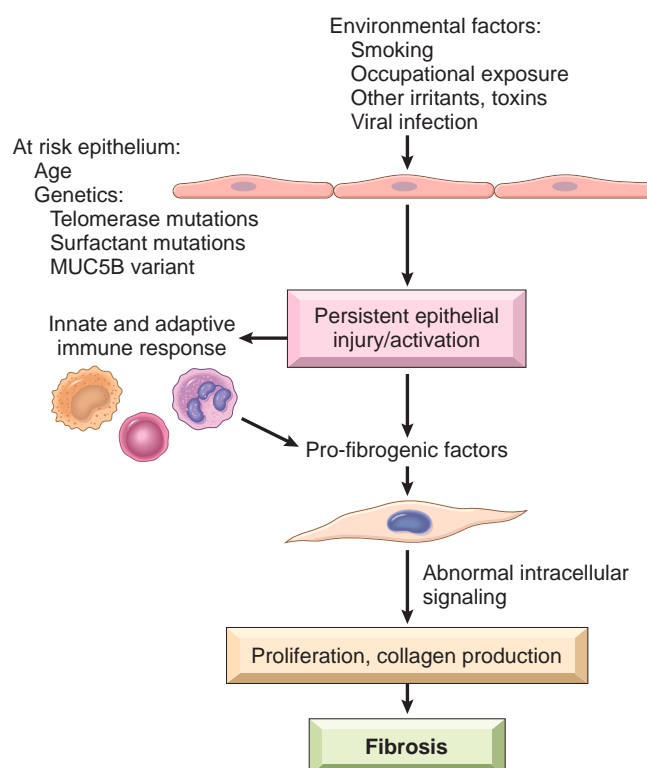 Environmental factors:
Smoking
Occupational exposure
Other irritants, toxins
Viral infection
At risk epithelium:
Age
Genetics:
Telomerase mutations
Surfactant mutations
MUC5B variant
Persistent epithelial
injury/activation
Innate and adaptive
immune response
Pro-fibrogenic factors
Abnormal intracellular
signaling
Proliferation, collagen production
Fibrosis